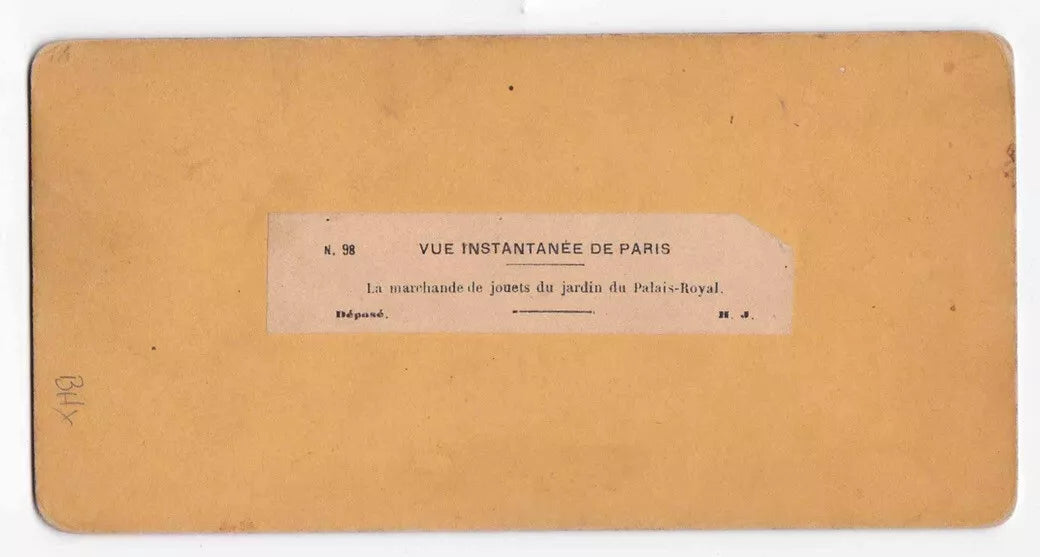 N. 98 VUE INSTANTANÉE DE PARIS
La marchande de jouets du jardin du Palais-Royal.
Déposé. H. J.
BHX